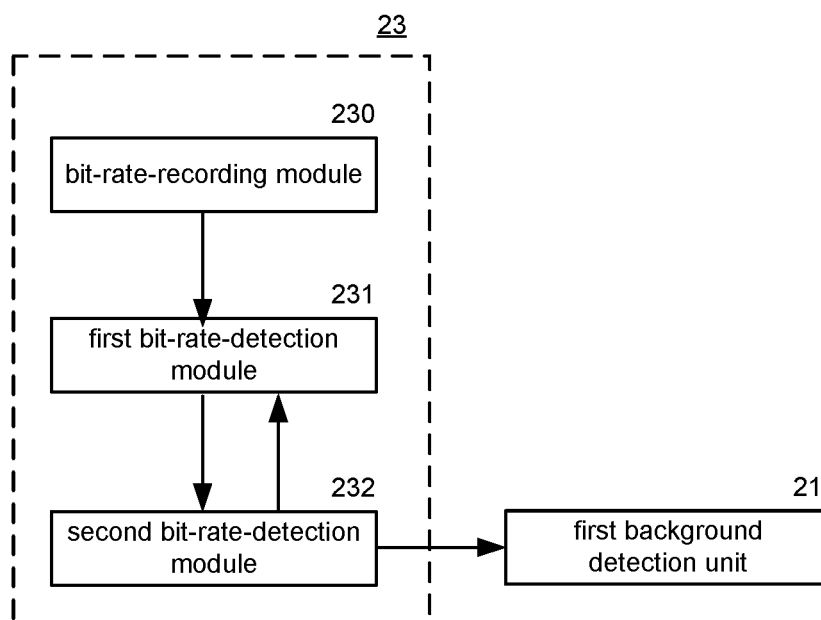 23
230
bit-rate-recording module
231
first bit-rate-detection
module
232
second bit-rate-detection
module
21
first background
detection unit